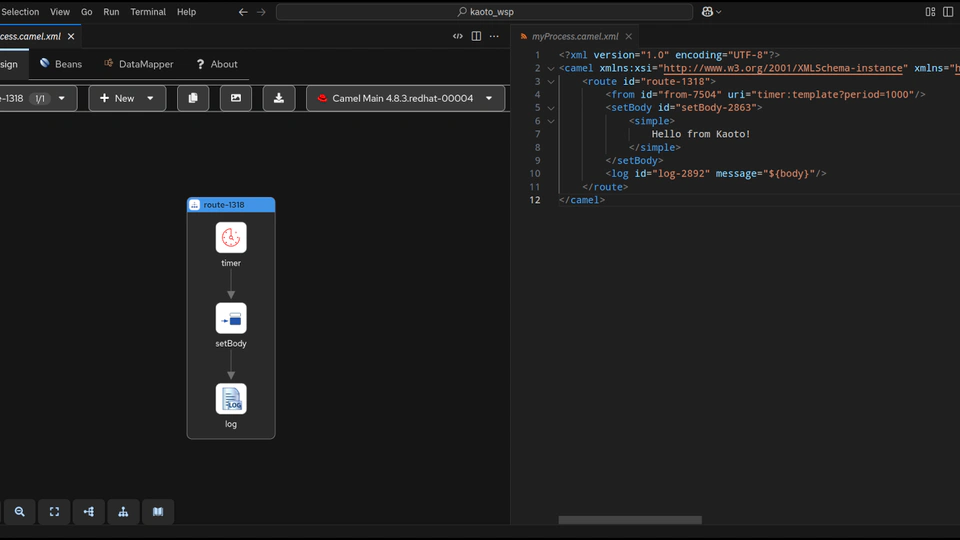 Selection View Go Run Terminal Help
kaoto_wsp
cess.camel.xml
sign Beans DataMapper ? About
-1318 1/1 + New Camel Main 4.8.3.redhat-00004
route-1318
timer
setBody
LOG
log
myProcess.camel.xml
1 <?xml version="1.0" encoding="UTF-8"?>
2 <camel xmlns:xsi="http://www.w3.org/2001/XMLSchema-instance" xmlns="h
3 <route id="route-1318">
4 <from id="from-7504" uri="timer:template?period=1000"/>
5 <setBody id="setBody-2863">
6 <simple>
7 Hello from Kaoto!
8 </simple>
9 </setBody>
10 <log id="log-2892" message="${body}"/>
11 </route>
12 </camel>